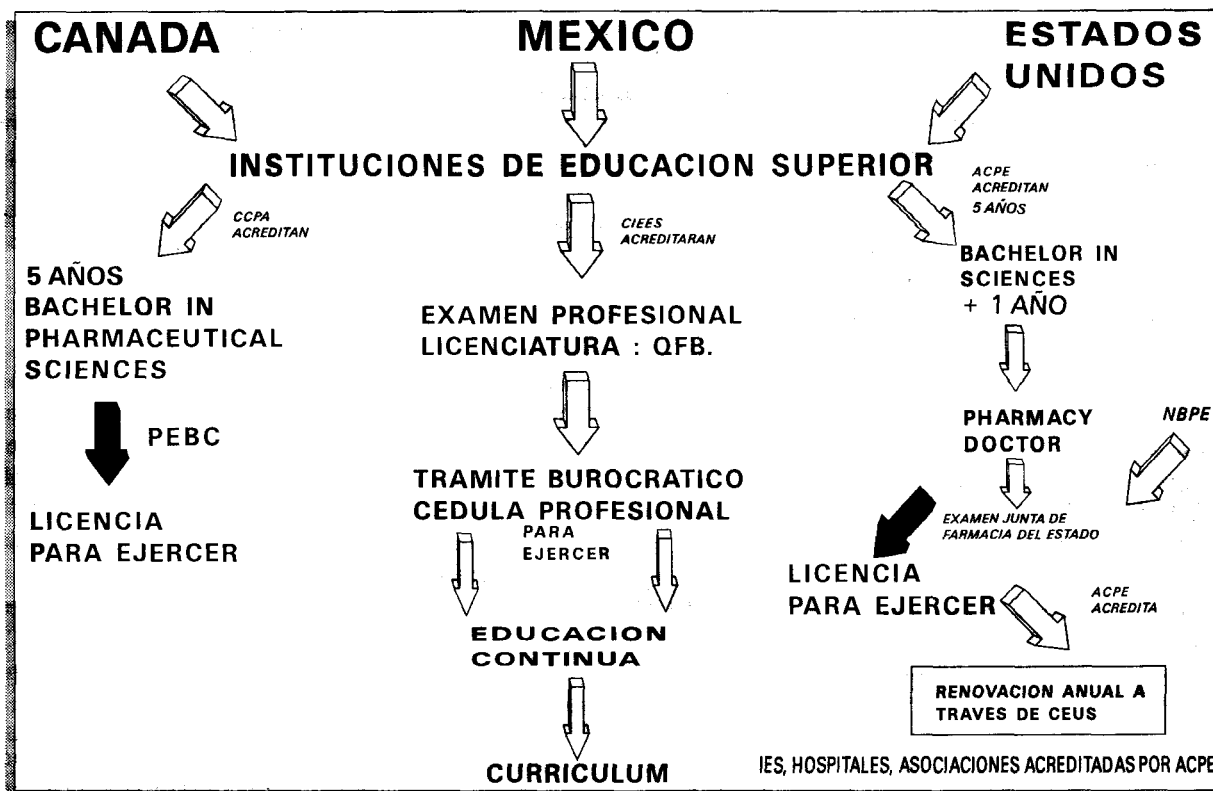 CANADA
MEXICO
ESTADOS
UNIDOS
INSTITUCIONES DE EDUCACION SUPERIOR
CCPA
ACREDITAN
CIEES
ACREDITARAN
ACPE
ACREDITAN
5 AÑOS
5 AÑOS
BACHELOR IN
PHARMACEUTICAL
SCIENCES
EXAMEN PROFESIONAL
LICENCIATURA : QFB.
BACHELOR IN
SCIENCES
+ 1 AÑO
PEBC
PHARMACY
DOCTOR
NBPE
LICENCIA
PARA EJERCER
TRAMITE BUROCRATICO
CEDULA PROFESIONAL
PARA
EJERCER
EXAMEN JUNTA DE
FARMACIA DEL ESTADO
LICENCIA
PARA EJERCER
ACPE
ACREDITA
EDUCACION
CONTINUA
RENOVACION ANUAL A
TRAVES DE CEUS
CURRICULUM
IES, HOSPITALES, ASOCIACIONES ACREDITADAS POR ACPE